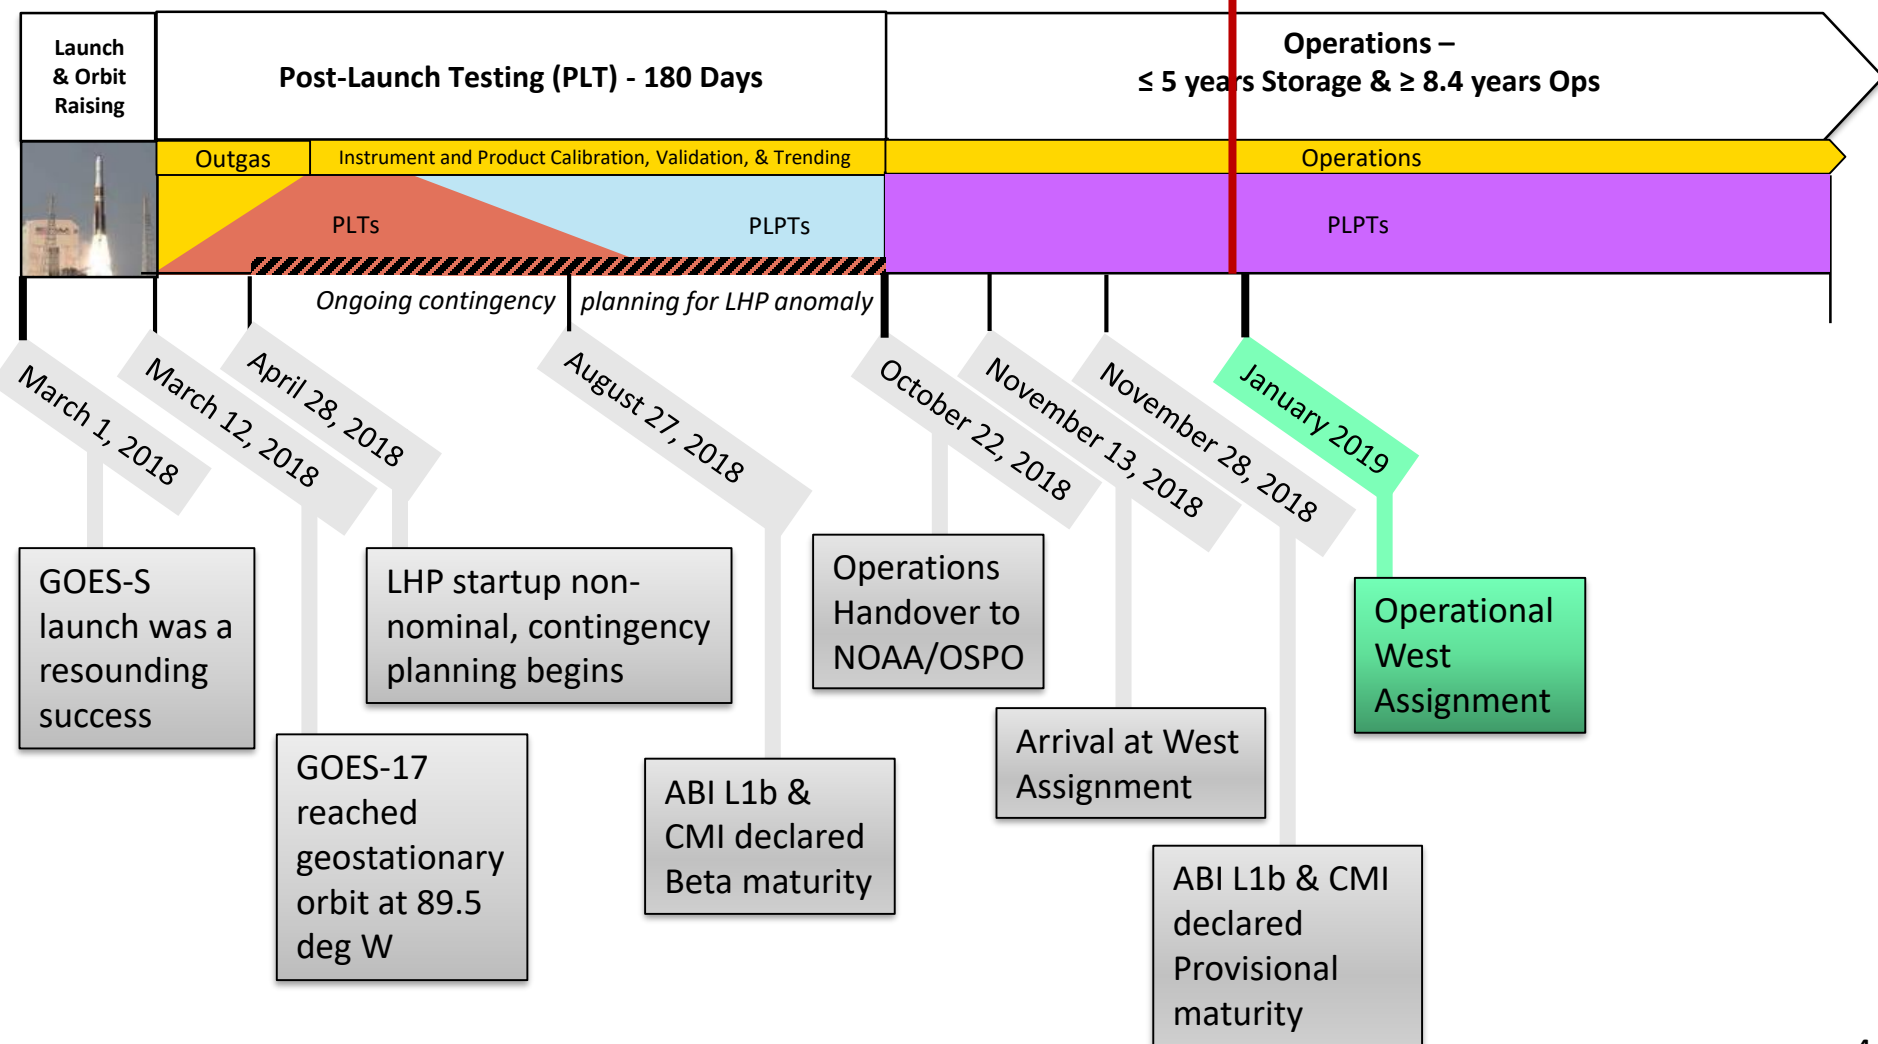 Launch
& Orbit
Raising
Post-Launch Testing (PLT) - 180 Days
Operations –
≤ 5 years Storage & ≥ 8.4 years Ops
Outgas
Instrument and Product Calibration, Validation, & Trending
Operations
PLTs
PLPTs
PLPTs
Ongoing contingency
planning for LHP anomaly
March 1, 2018
March 12, 2018
April 28, 2018
August 27, 2018
October 22, 2018
November 13, 2018
November 28, 2018
January 2019
GOES-S
launch was a
resounding
success
GOES-17
reached
geostationary
orbit at 89.5
deg W
LHP startup non-
nominal, contingency
planning begins
ABI L1b &
CMI declared
Beta maturity
Operations
Handover to
NOAA/OSPO
Arrival at West
Assignment
ABI L1b & CMI
declared
Provisional
maturity
Operational
West
Assignment